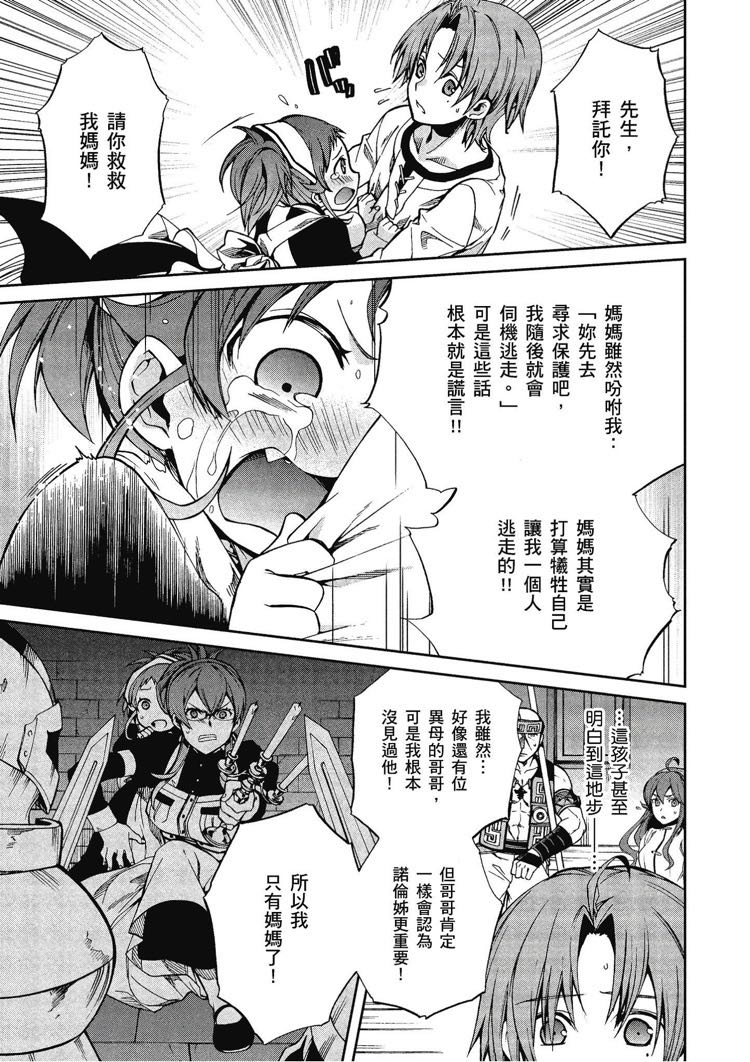 先生，
拜託你！
請你救救
我媽媽！
媽媽雖然吩咐我：
「妳先去
尋求保護吧，
我隨後就會
伺機逃走。」
可是這些話
根本就是謊言!!
媽媽其實是
打算犧牲自己
讓我一個人
逃走的!!
…這孩子甚至
明白到這地步……
我雖然…
好像還有位
異母的哥哥，
可是我根本
沒見過他！
但哥哥肯定
一樣會認為
諾倫姊更重要！
所以我
只有媽媽了！